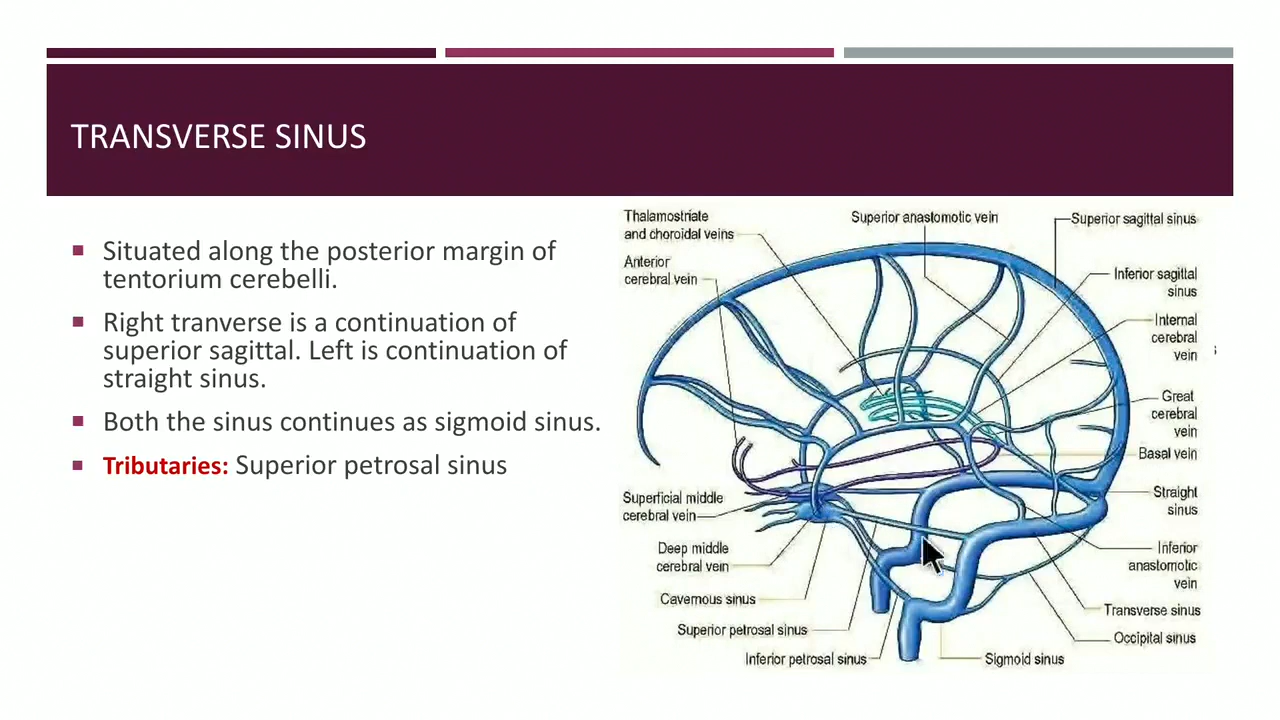 TRANSVERSE SINUS
Situated along the posterior margin of
tentorium cerebelli.
Right tranverse is a continuation of
superior sagittal. Left is continuation of
straight sinus.
Both the sinus continues as sigmoid sinus.
Tributaries: Superior petrosal sinus
Thalamostriate
and choroidal veins
Anterior
cerebral vein
Superficial middle
cerebral vein
Deep middle
cerebral vein
Cavernous sinus
Superior petrosal sinus
Inferior petrosal sinus
Superior anastomotic vein
Superior sagittal sinus
Inferior sagittal
sinus
Internal
cerebral
vein
Great
cerebral
vein
Basal vein
Straight
sinus
Inferior
anastomotic
vein
Transverse sinus
Occipital sinus
Sigmoid sinus